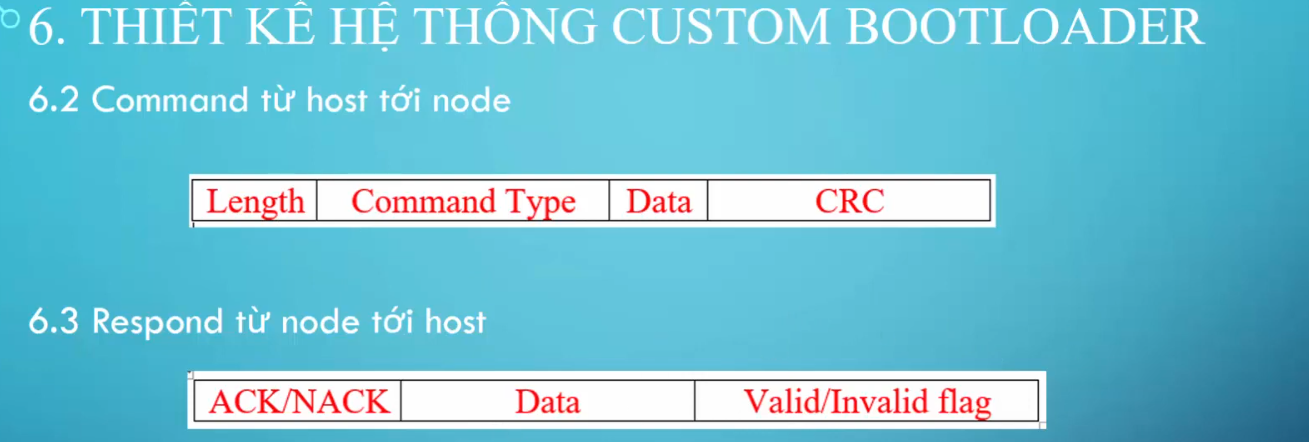 6. THIẾT KẾ HỆ THỐNG CUSTOM BOOTLOADER
6.2 Command từ host tới node
Length Command Type Data CRC
6.3 Respond từ node tới host
ACK/NACK Data Valid/Invalid flag